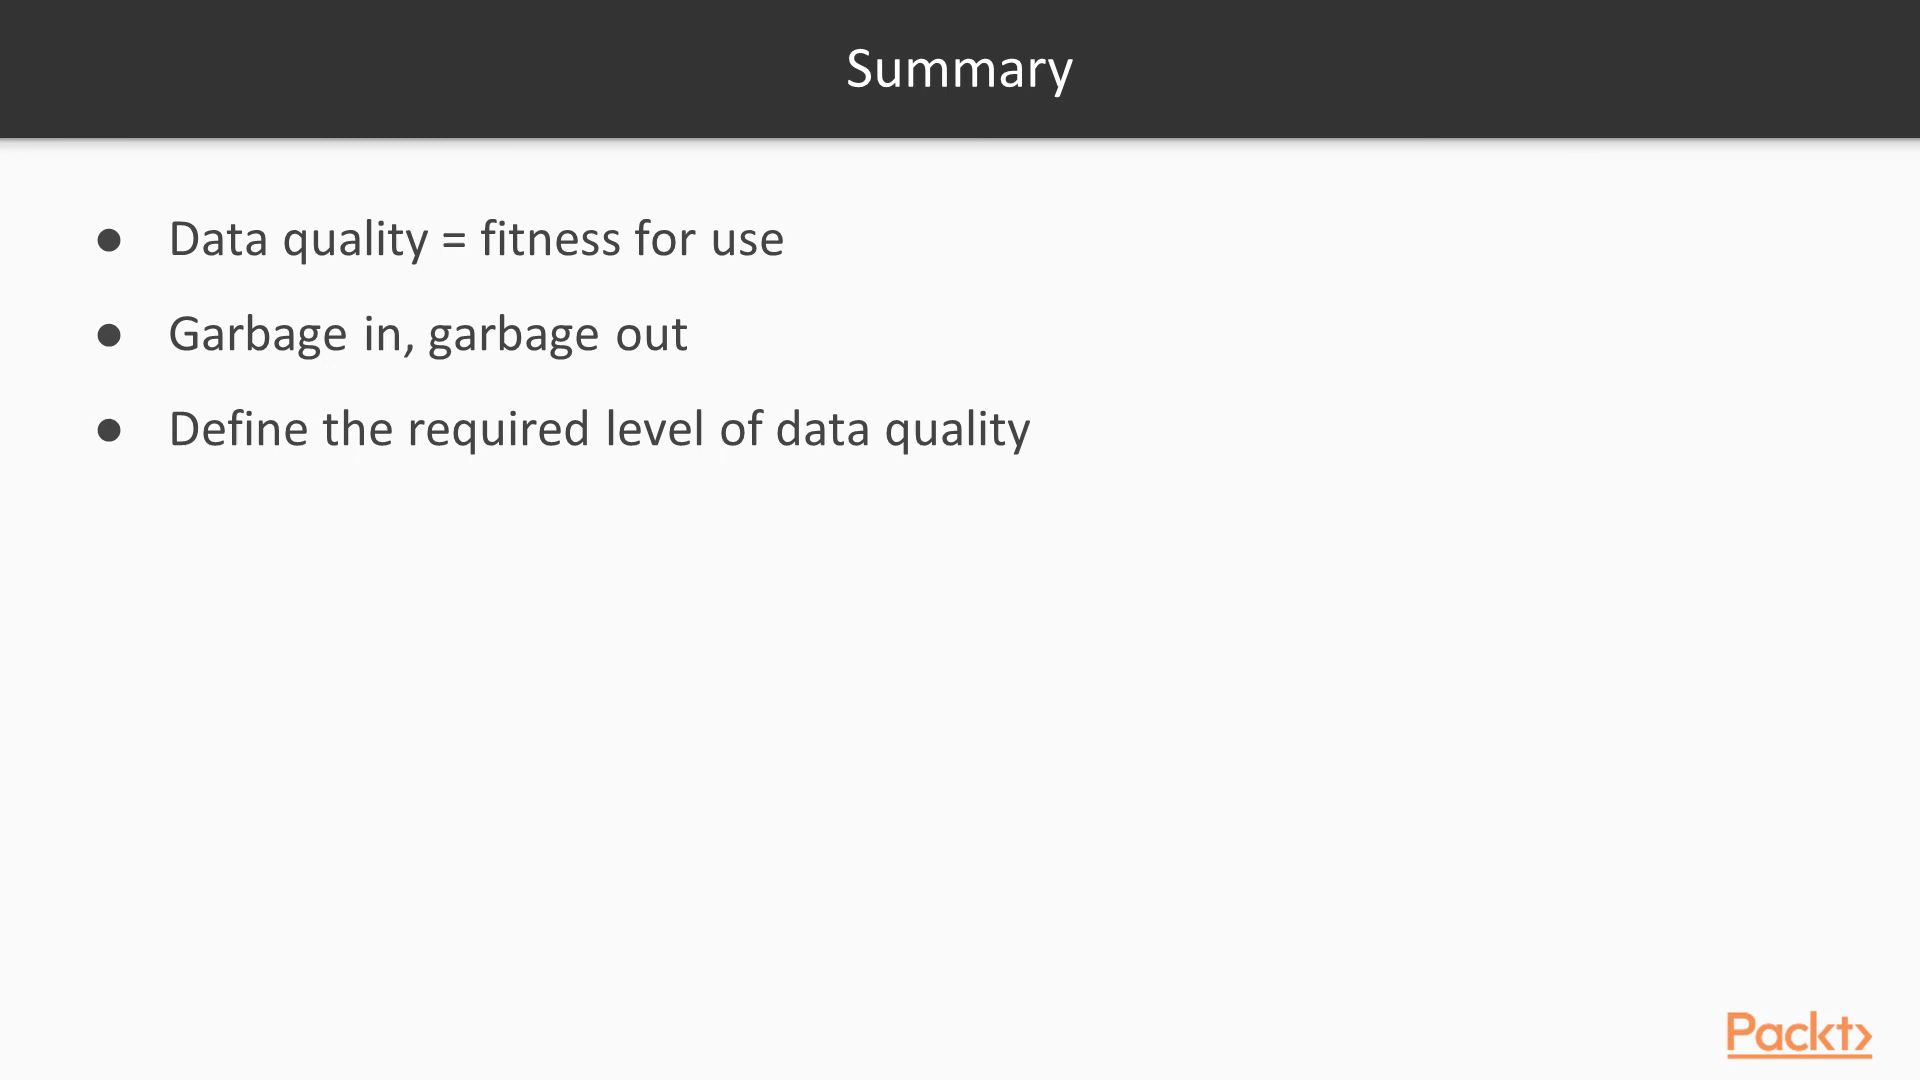 Summary
● Data quality = fitness for use
● Garbage in, garbage out
● Define the required level of data quality
Packt>